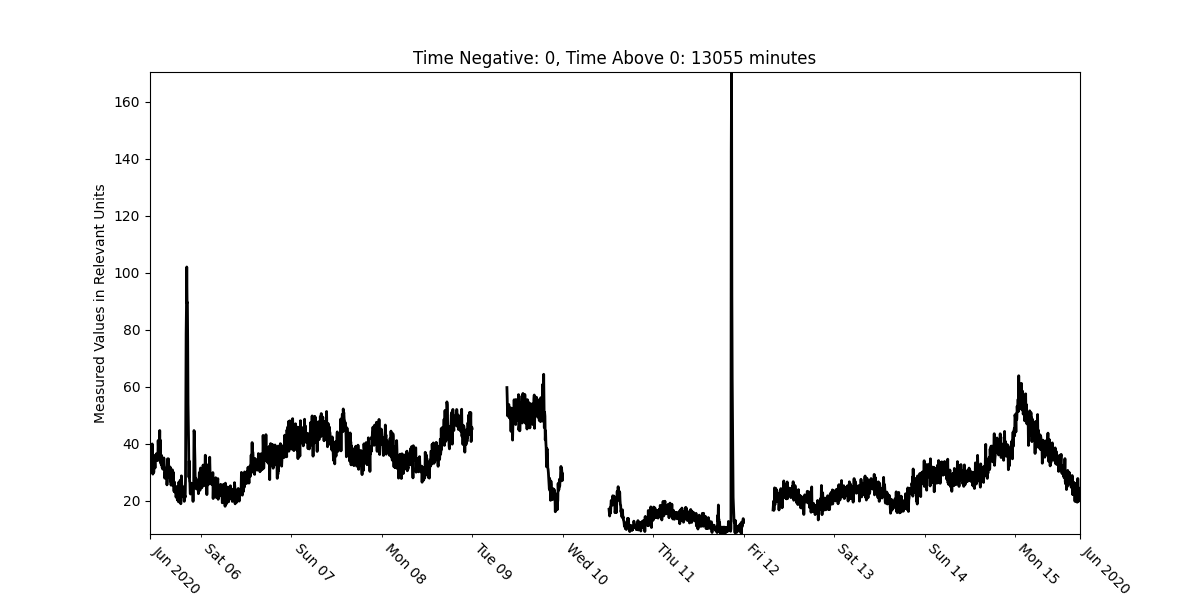 Time Negative: 0, Time Above 0: 13055 minutes
Measured Values in Relevant Units
160
140
120
100
80
60
40
20
Jun 2020
Sat 06
Sun 07
Mon 08
Tue 09
Wed 10
Thu 11
Fri 12
Sat 13
Sun 14
Mon 15
Jun 2020